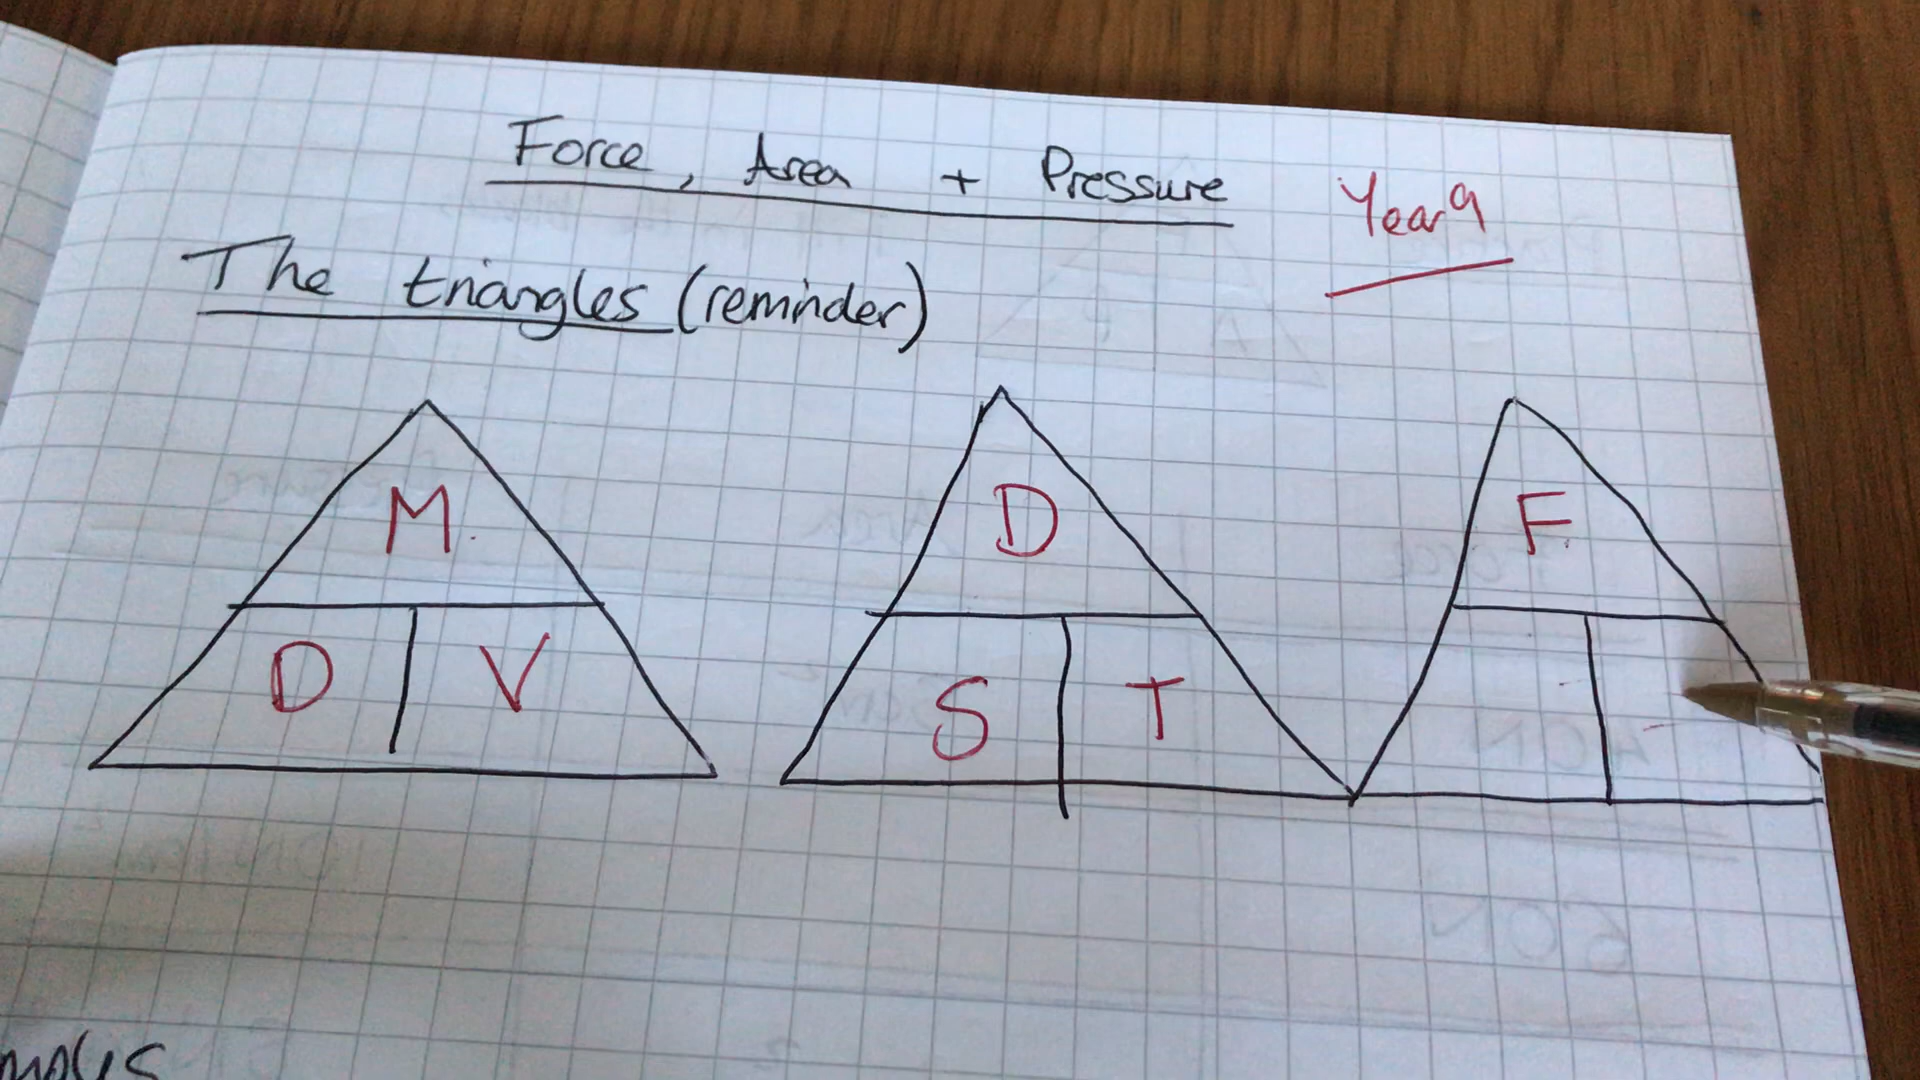 Force, Area + Pressure
Year 9
The triangles (reminder)
M
D V
D
S T
F